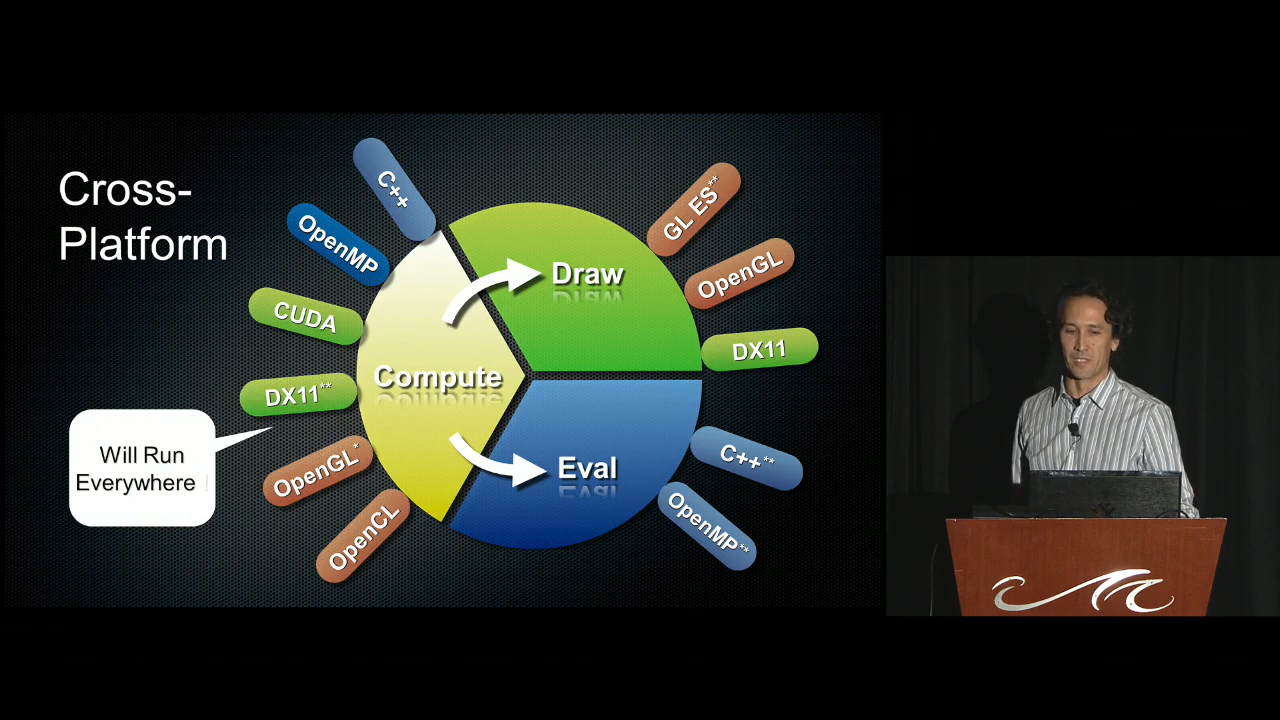 Cross-
Platform
C++
OpenMP
CUDA
DX11**
OpenGL*
OpenCL
Compute
Draw
Eval
GL ES**
OpenGL
DX11
C++**
OpenMP**
Will Run
Everywhere